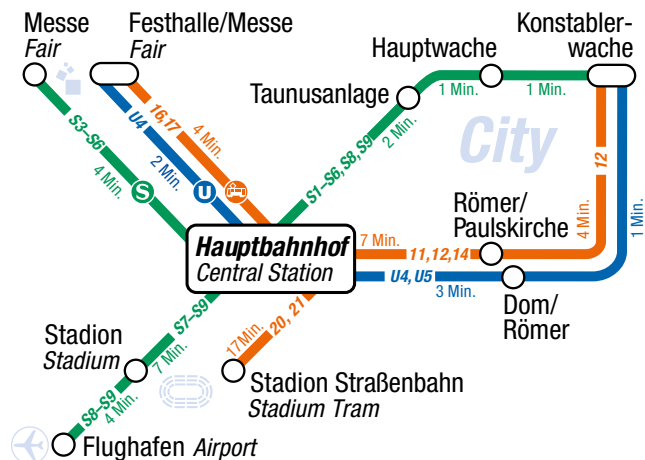 Messe
Fair
Festhalle/Messe
Fair
Hauptwache
Konstabler-
wache
Taunusanlage
1 Min.
1 Min.
2 Min.
S1–S6, S8, S9
City
S3–S6
4 Min.
S
U4
2 Min.
U
16,17
4 Min.
12
4 Min.
1 Min.
Römer/
Paulskirche
Hauptbahnhof
Central Station
7 Min.
11,12,14
U4, U5
3 Min.
Dom/
Römer
S7–S9
7 Min.
20, 21
17Min.
Stadion
Stadium
Stadion Straßenbahn
Stadium Tram
S8–S9
4 Min.
Flughafen Airport